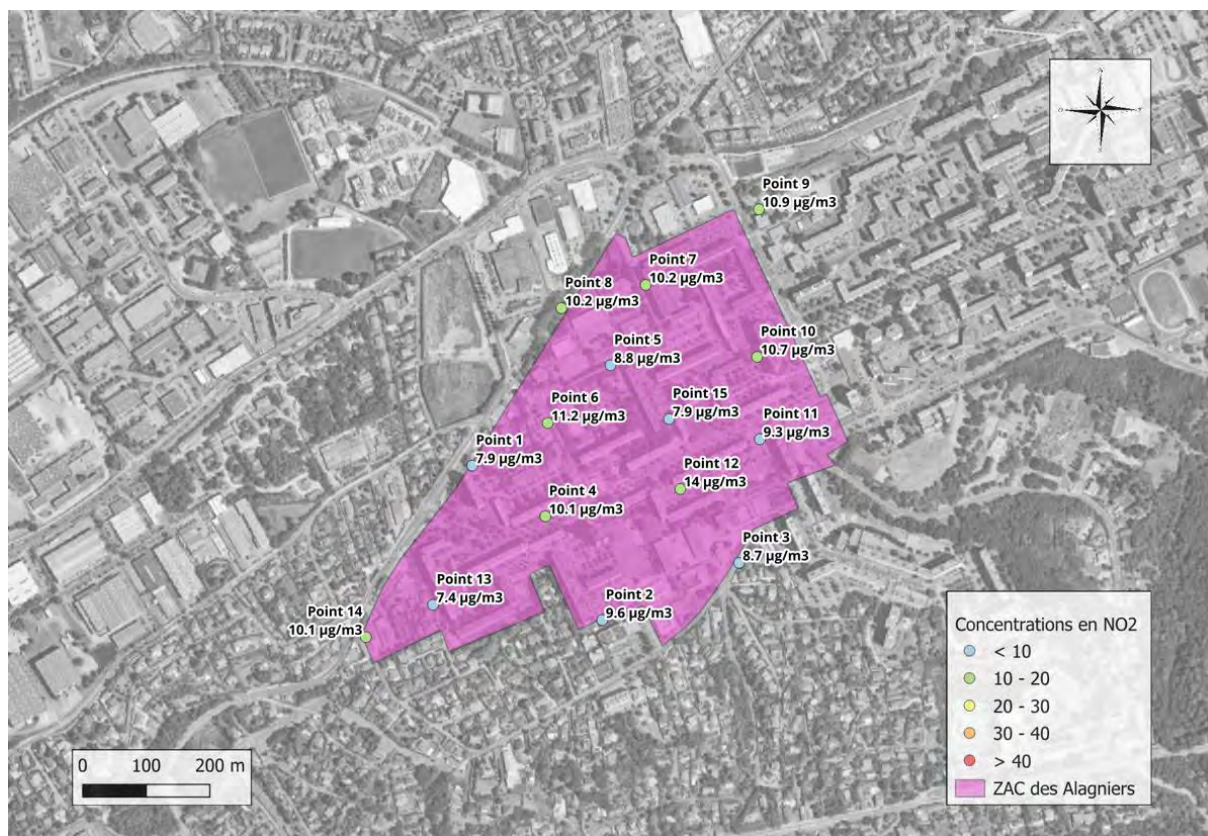 Point 9
10.9 µg/m3
Point 7
10.2 µg/m3
Point 8
10.2 µg/m3
Point 5
8.8 µg/m3
Point 10
10.7 µg/m3
Point 15
7.9 µg/m3
Point 6
11.2 µg/m3
Point 11
9.3 µg/m3
Point 1
7.9 µg/m3
Point 12
14 µg/m3
Point 4
10.1 µg/m3
Point 3
8.7 µg/m3
Point 13
7.4 µg/m3
Point 2
9.6 µg/m3
Point 14
10.1 µg/m3
Concentrations en NO2
< 10
10 - 20
20 - 30
30 - 40
> 40
ZAC des Alagniers
0 100 200 m